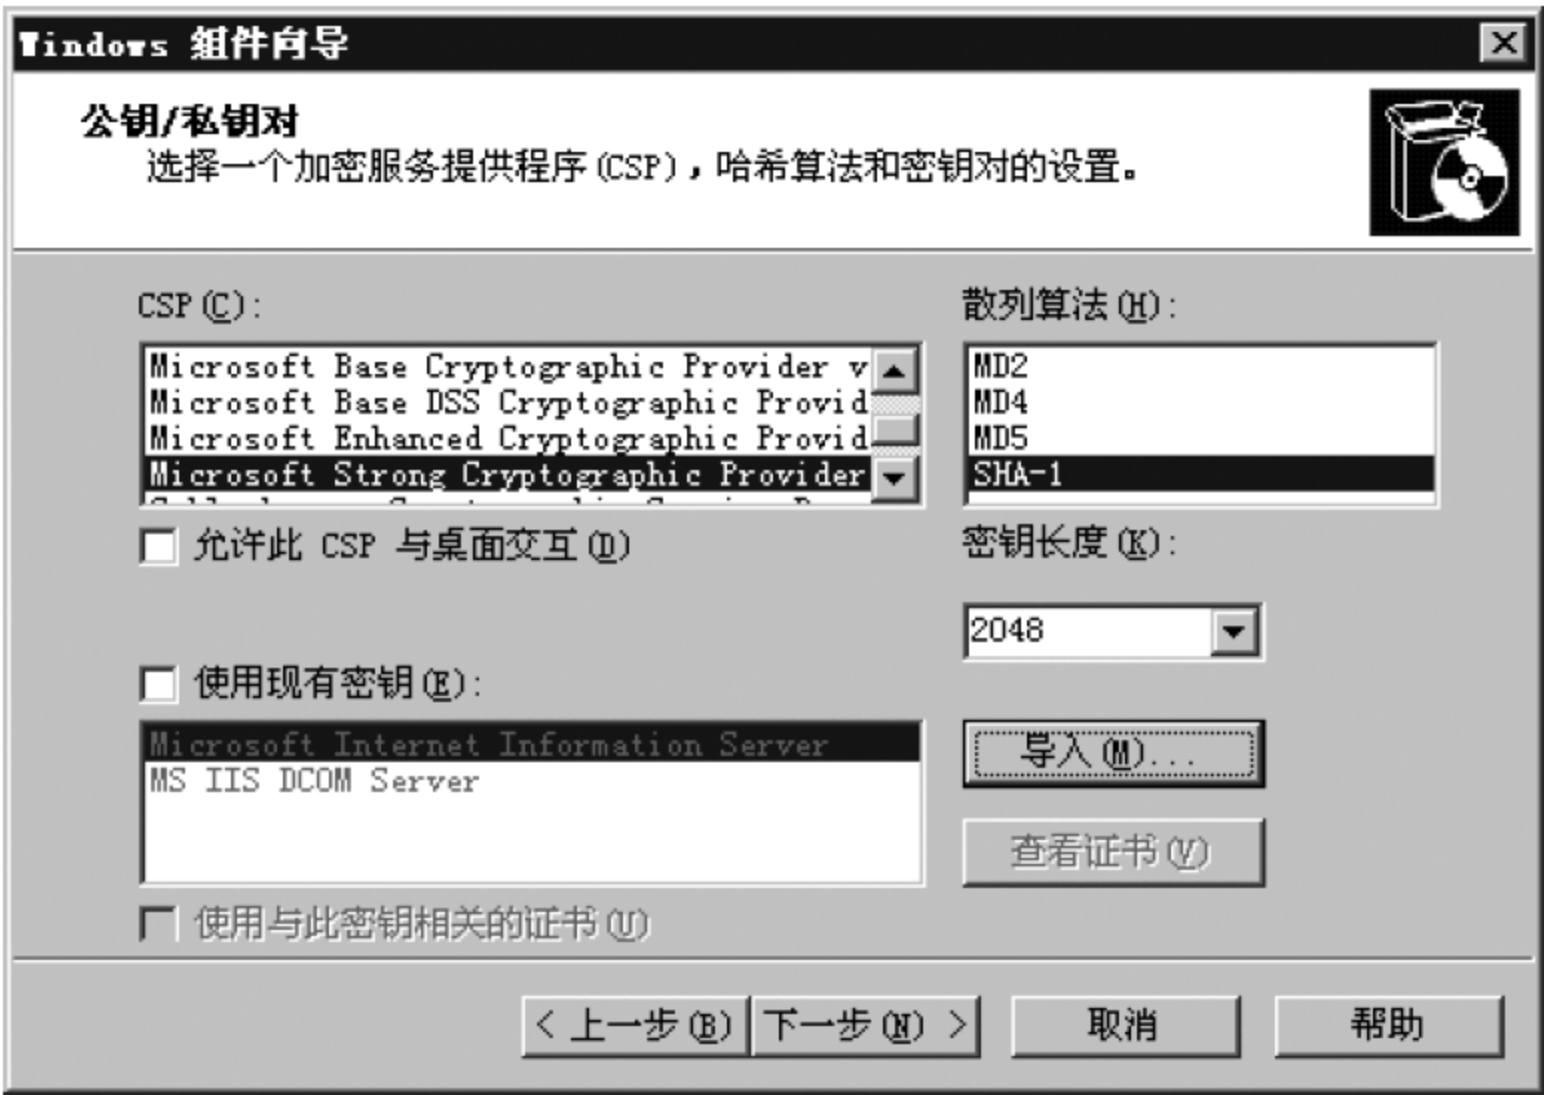 Windows 组件向导
公钥/私钥对
选择一个加密服务提供程序(CSP)，哈希算法和密钥对的设置。
CSP(C):
Microsoft Base Cryptographic Provider v
Microsoft Base DSS Cryptographic Provid
Microsoft Enhanced Cryptographic Provid
Microsoft Strong Cryptographic Provider
允许此 CSP 与桌面交互(D)
使用现有密钥(E):
Microsoft Internet Information Server
MS IIS DCOM Server
使用与此密钥相关的证书(U)
散列算法(H):
MD2
MD4
MD5
SHA-1
密钥长度(K):
2048
导入(M)...
查看证书(V)
< 上一步(B)
下一步(N) >
取消
帮助